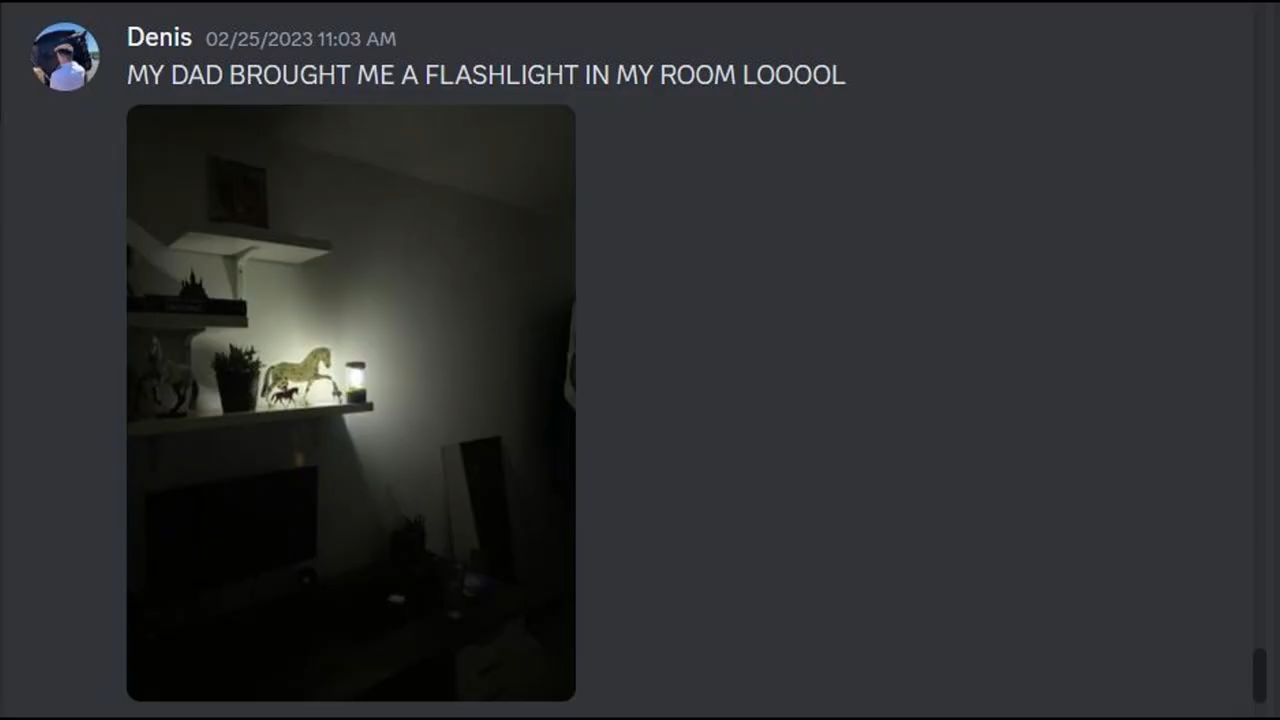 Denis 02/25/2023 11:03 AM
MY DAD BROUGHT ME A FLASHLIGHT IN MY ROOM LOOOOL